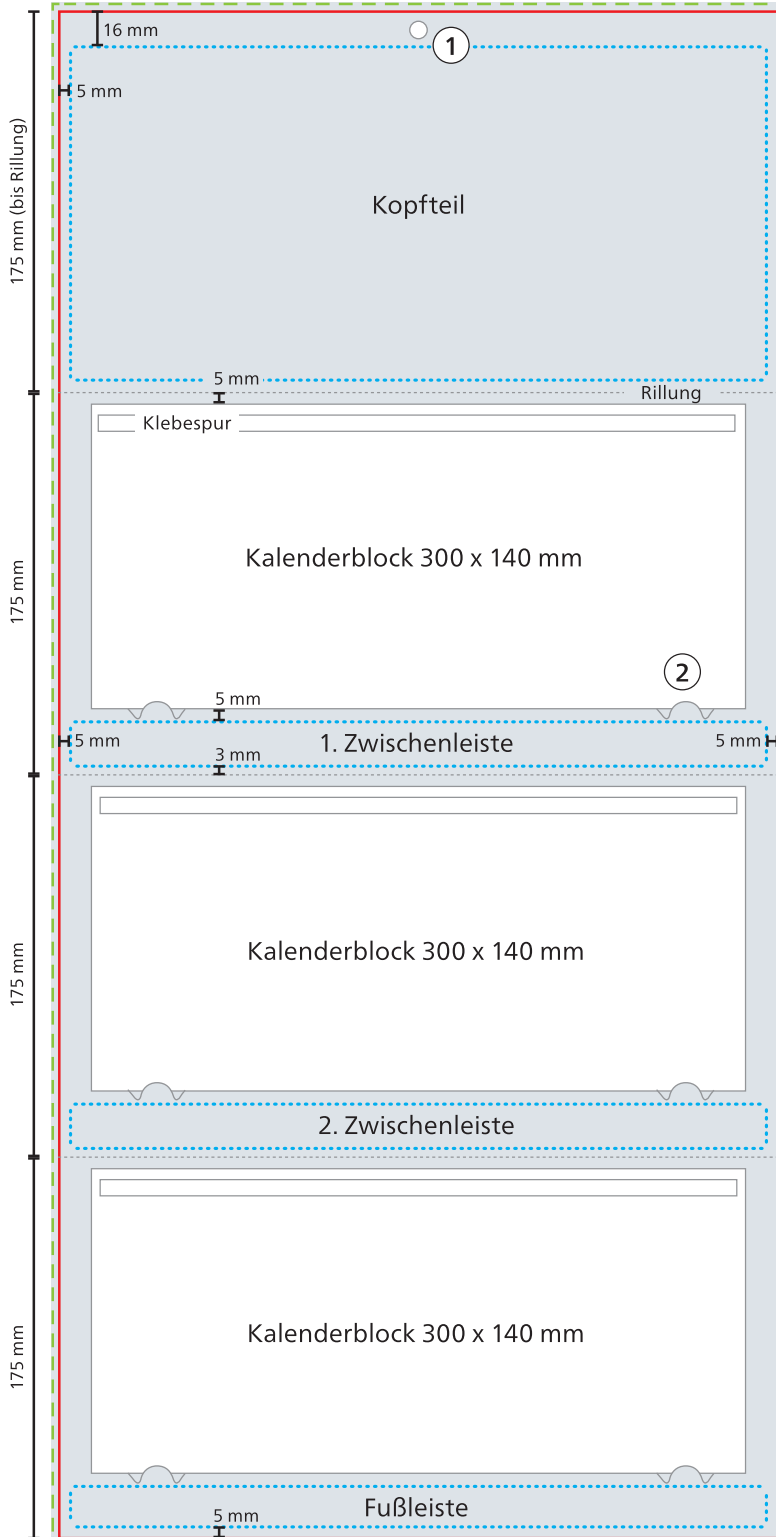 16 mm
1
5 mm
175 mm (bis Rillung)
Kopfteil
5 mm
Rillung
Klebespur
175 mm
Kalenderblock 300 x 140 mm
2
5 mm
5 mm
1. Zwischenleiste
5 mm
3 mm
175 mm
Kalenderblock 300 x 140 mm
2. Zwischenleiste
175 mm
Kalenderblock 300 x 140 mm
Fußleiste
5 mm